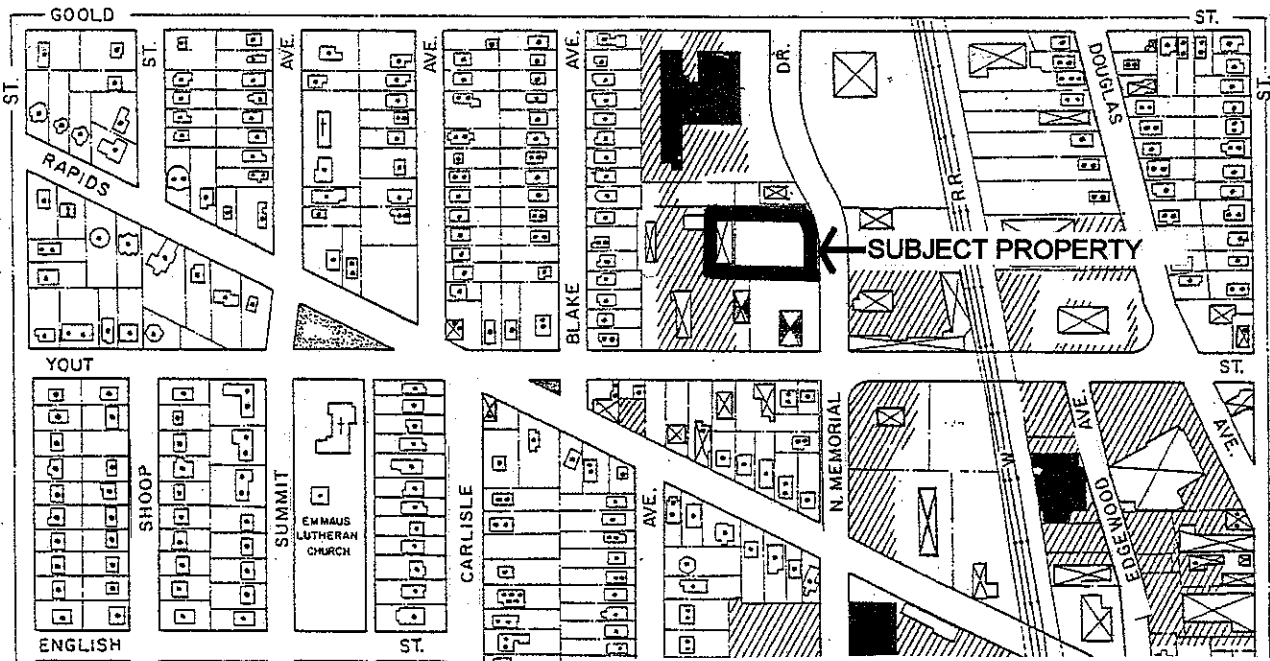 GOOLD
ST.
ST.
ST.
AVE.
AVE.
AVE.
DR.
DOUGLAS
ST.
RAPIDS
R.R.
SUBJECT PROPERTY
BLAKE
YOUT
ST.
SHOOP
SUMMIT
EMMAUS
LUTHERAN
CHURCH
CARLISLE
AVE.
N. MEMORIAL
W.
EDGEWOOD
AVE.
AVE.
ENGLISH
ST.